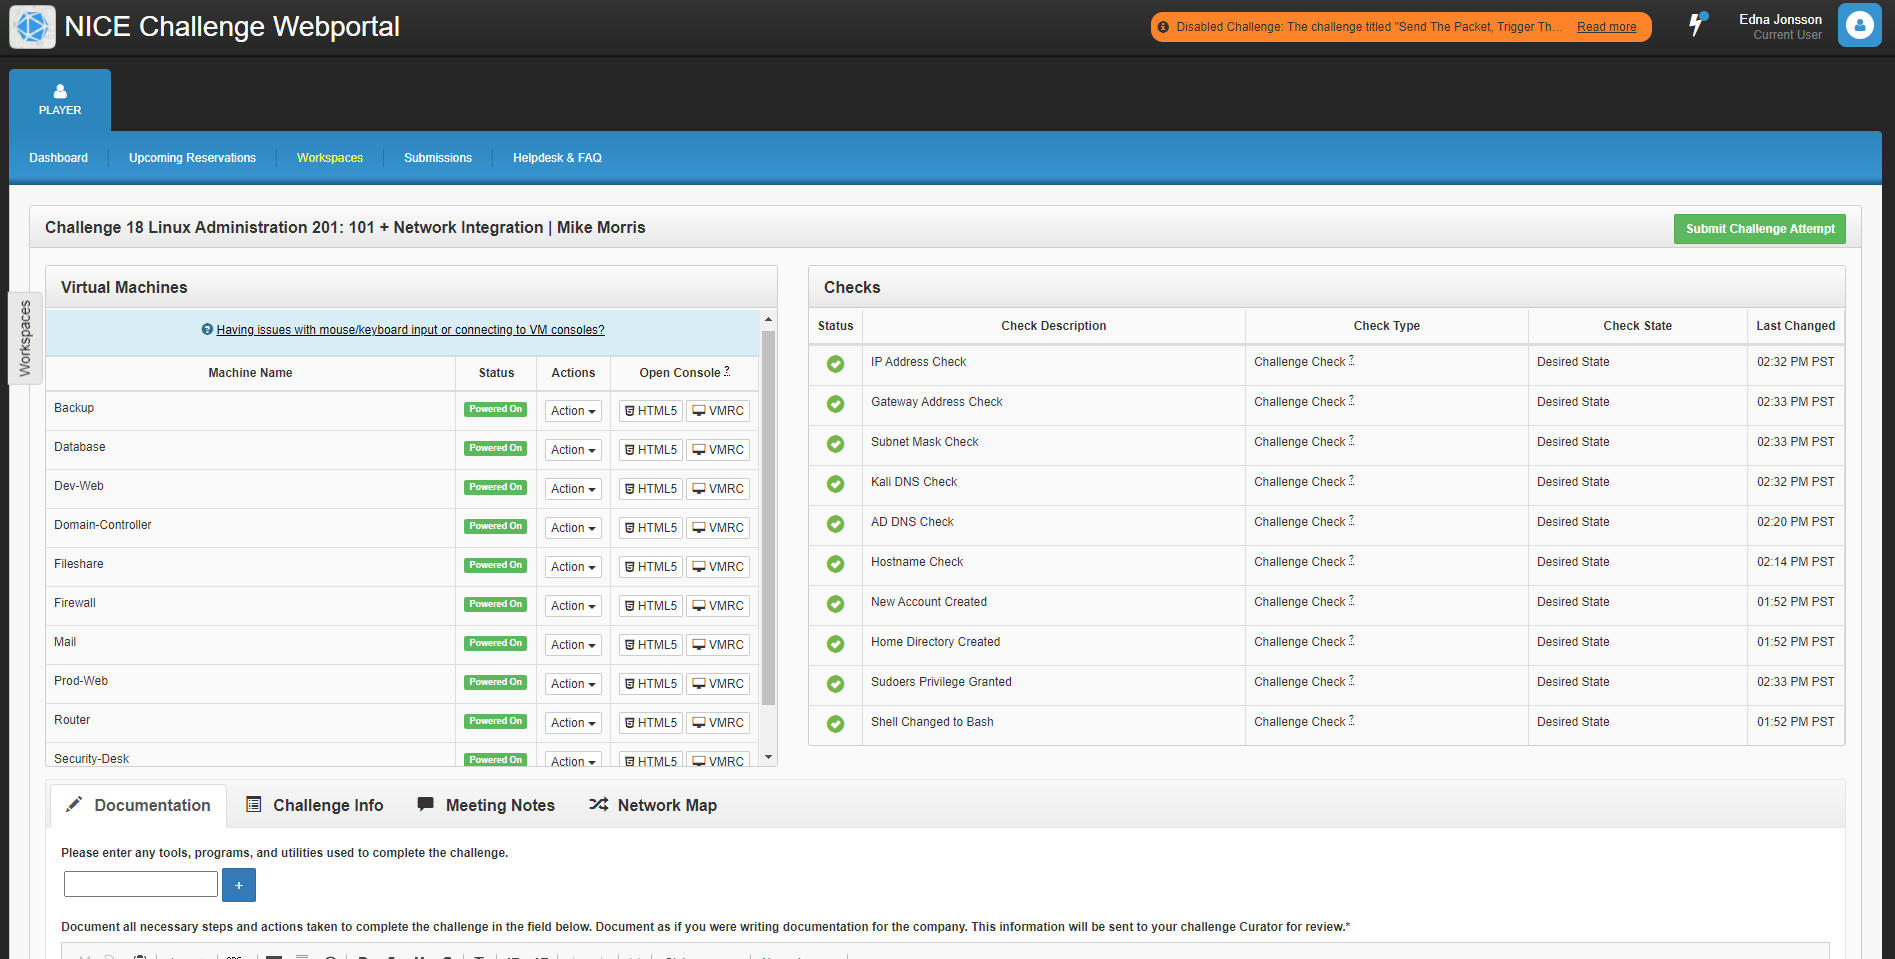 NICE Challenge Webportal
Disabled Challenge: The challenge titled "Send The Packet, Trigger Th... Read more
Edna Jonsson
Current User
PLAYER
Dashboard Upcoming Reservations Workspaces Submissions Helpdesk & FAQ
Challenge 18 Linux Administration 201: 101 + Network Integration | Mike Morris
Submit Challenge Attempt
Workspaces
Virtual Machines
Having issues with mouse/keyboard input or connecting to VM consoles?
Machine Name Status Actions Open Console ?
Backup Powered On Action HTML5 VMRC
Database Powered On Action HTML5 VMRC
Dev-Web Powered On Action HTML5 VMRC
Domain-Controller Powered On Action HTML5 VMRC
Fileshare Powered On Action HTML5 VMRC
Firewall Powered On Action HTML5 VMRC
Mail Powered On Action HTML5 VMRC
Prod-Web Powered On Action HTML5 VMRC
Router Powered On Action HTML5 VMRC
Security-Desk Powered On Action HTML5 VMRC
Checks
Status Check Description Check Type Check State Last Changed
IP Address Check Challenge Check ? Desired State 02:32 PM PST
Gateway Address Check Challenge Check ? Desired State 02:33 PM PST
Subnet Mask Check Challenge Check ? Desired State 02:33 PM PST
Kali DNS Check Challenge Check ? Desired State 02:32 PM PST
AD DNS Check Challenge Check ? Desired State 02:20 PM PST
Hostname Check Challenge Check ? Desired State 02:14 PM PST
New Account Created Challenge Check ? Desired State 01:52 PM PST
Home Directory Created Challenge Check ? Desired State 01:52 PM PST
Sudoers Privilege Granted Challenge Check ? Desired State 02:33 PM PST
Shell Changed to Bash Challenge Check ? Desired State 01:52 PM PST
Documentation Challenge Info Meeting Notes Network Map
Please enter any tools, programs, and utilities used to complete the challenge.
+
Document all necessary steps and actions taken to complete the challenge in the field below. Document as if you were writing documentation for the company. This information will be sent to your challenge Curator for review.*